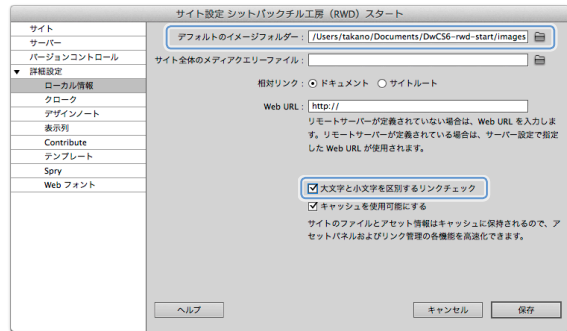 サイト設定 シットバックチル工房（RWD）スタート
サイト
サーバー
バージョンコントロール
▼ 詳細設定
ローカル情報
クローク
デザインノート
表示列
Contribute
テンプレート
Spry
Web フォント
デフォルトのイメージフォルダー： /Users/takano/Documents/DwCS6-rwd-start/images
サイト全体のメディアクエリーファイル：
相対リンク： ドキュメント サイトルート
Web URL： http://
リモートサーバーが定義されていない場合は、Web URL を入力しま
す。リモートサーバーが定義されている場合は、サーバー設定で指定
した Web URL が使用されます。
大文字と小文字を区別するリンクチェック
キャッシュを使用可能にする
サイトのファイルとアセット情報はキャッシュに保持されるので、ア
セットパネルおよびリンク管理の各機能を高速化できます。
ヘルプ キャンセル 保存